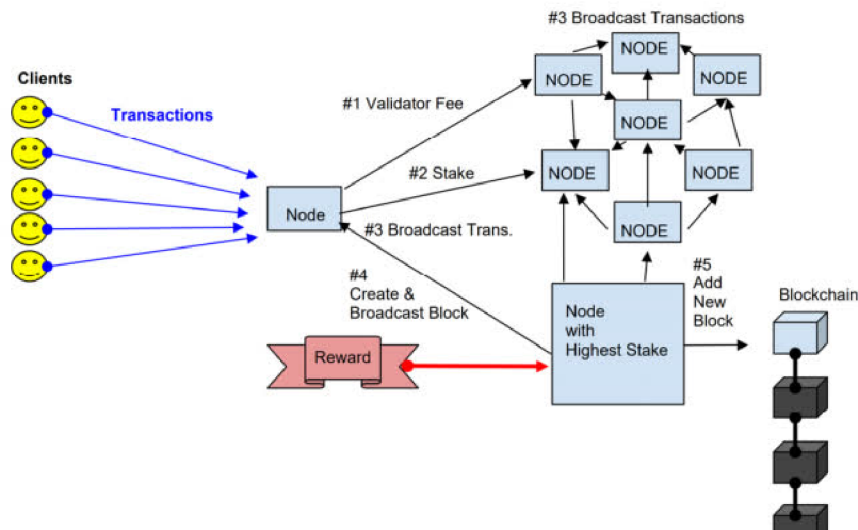 #3 Broadcast Transactions
NODE
NODE
NODE
Clients
Transactions
#1 Validator Fee
NODE
#2 Stake
NODE
NODE
Node
#3 Broadcast Trans.
NODE
#4
Create &
Broadcast Block
#5
Add
New
Block
Blockchain
Node
with
Highest Stake
Reward